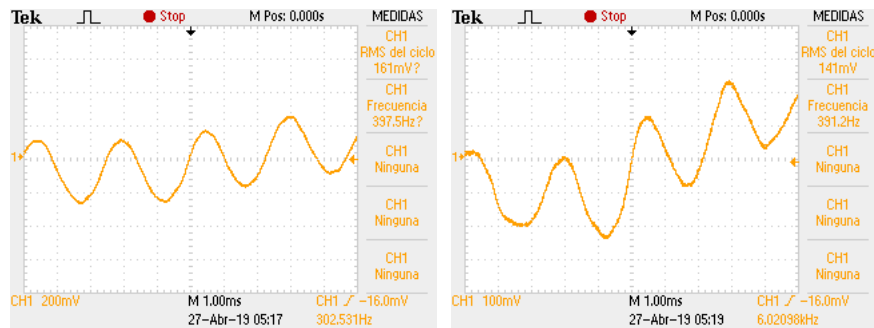 Tek Stop M Pos: 0.000s MEDIDAS
CH1
RMS del ciclo
161mV?
CH1
Frecuencia
397.5Hz?
1
CH1
Ninguna
CH1
Ninguna
CH1
Ninguna
CH1 200mV M 1.00ms CH1 -16.0mV
27-Abr-19 05:17 302.531Hz
Tek Stop M Pos: 0.000s MEDIDAS
CH1
RMS del ciclo
141mV
CH1
Frecuencia
391.2Hz
1
CH1
Ninguna
CH1
Ninguna
CH1
Ninguna
CH1 100mV M 1.00ms CH1 -16.0mV
27-Abr-19 05:19 6.02098kHz